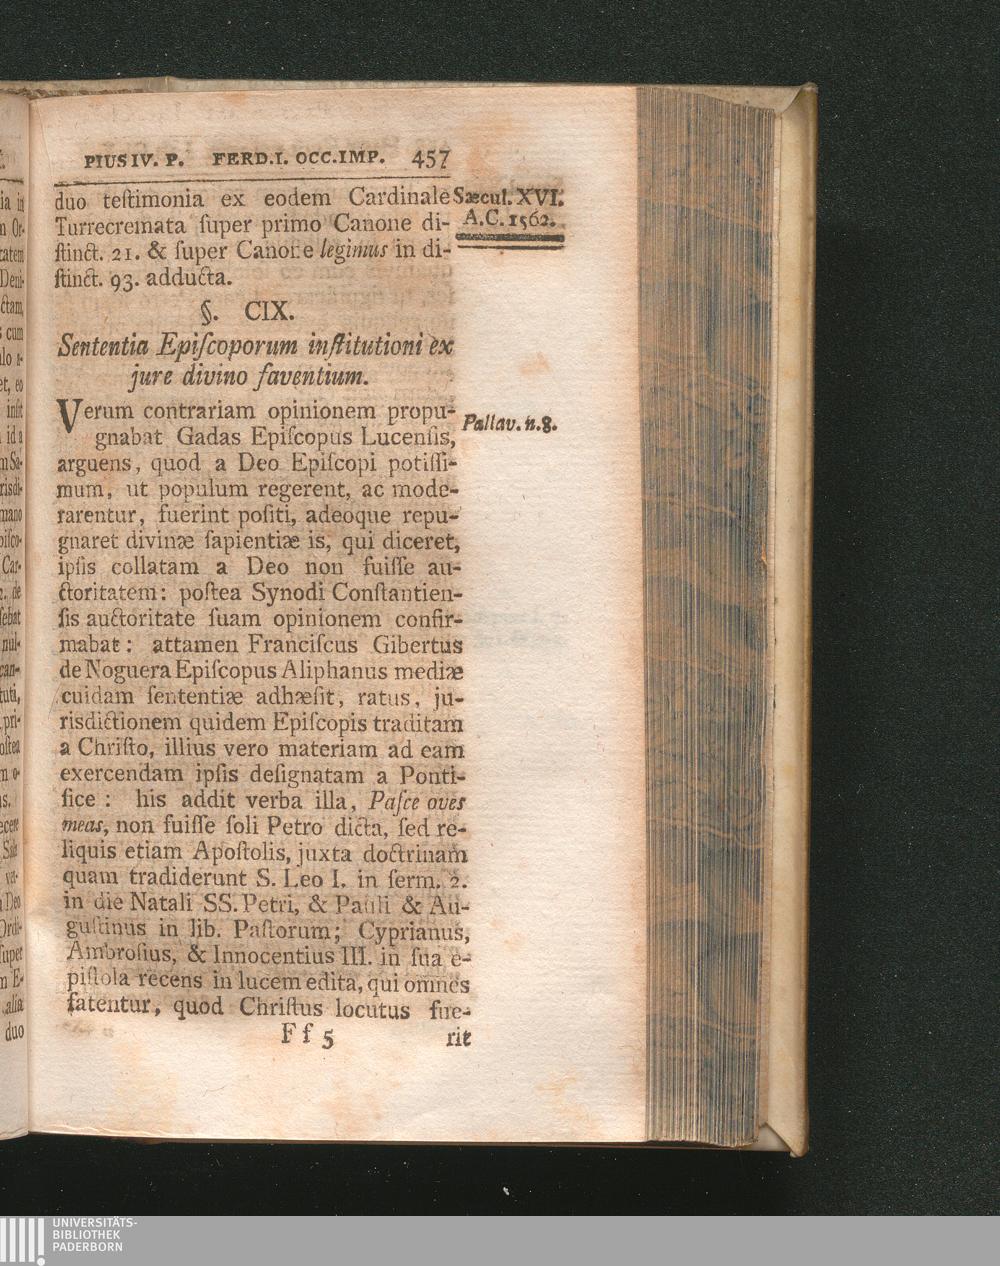 PIUS IV. P. FERD. I. OCC. IMP. 457
duo teſtimonia ex eodem Cardinale
Sæcul. XVI.
A. C. 1562.
Turrecremata ſuper primo Canone di-
ſtinct. 21. & ſuper Canone legimus in di-
ſtinct. 93. adducta.
§. CIX.
Sententia Epiſcoporum inſtitutioni ex
jure divino faventium.
Verum contrariam opinionem propu-
Pallav. n. 8.
gnabat Gadas Epiſcopus Lucenſis,
arguens, quod a Deo Epiſcopi potiſſi-
mum, ut populum regerent, ac mode-
rarentur, fuerint poſiti, adeoque repu-
gnaret divinæ ſapientiæ is, qui diceret,
ipſis collatam a Deo non fuiſſe au-
ctoritatem: poſtea Synodi Conſtantien-
ſis auctoritate ſuam opinionem confir-
mabat: attamen Franciſcus Gibertus
de Noguera Epiſcopus Aliphanus mediæ
cuidam ſententiæ adhæſit, ratus, ju-
risdictionem quidem Epiſcopis traditam
a Chriſto, illius vero materiam ad eam
exercendam ipſis deſignatam a Ponti-
fice: his addit verba illa, Paſce oves
meas, non fuiſſe ſoli Petro dicta, ſed re-
liquis etiam Apoſtolis, juxta doctrinam
quam tradiderunt S. Leo I. in ſerm. 2.
in die Natali SS. Petri, & Pauli & Au-
guſtinus in lib. Paſtorum; Cyprianus,
Ambroſius, & Innocentius III. in ſua e-
piſtola recens in lucem edita, qui omnes
fatentur, quod Chriſtus locutus fue-
Ff 5
rit
UNIVERSITÄTS-
BIBLIOTHEK
PADERBORN